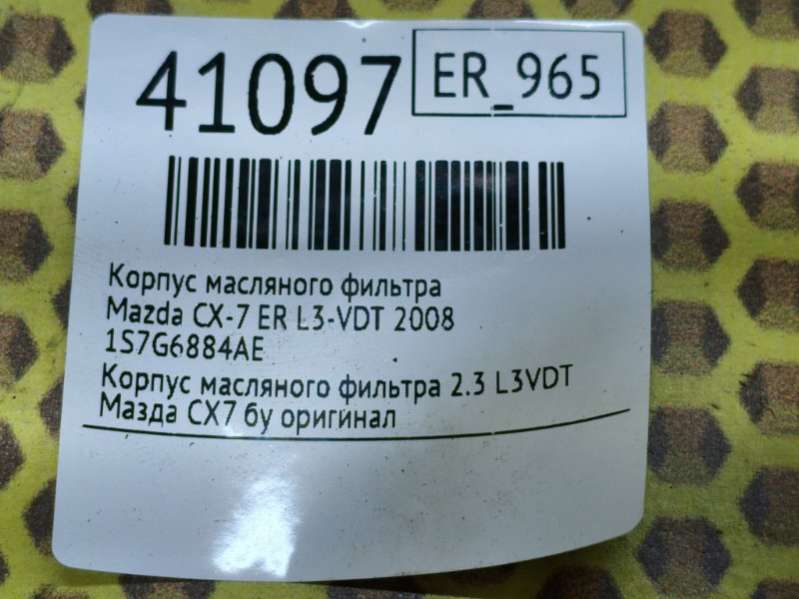 41097
ER_965
Корпус масляного фильтра
Mazda CX-7 ER L3-VDT 2008
1S7G6884AE
Корпус масляного фильтра 2.3 L3VDT
Мазда СХ7 бу оригинал